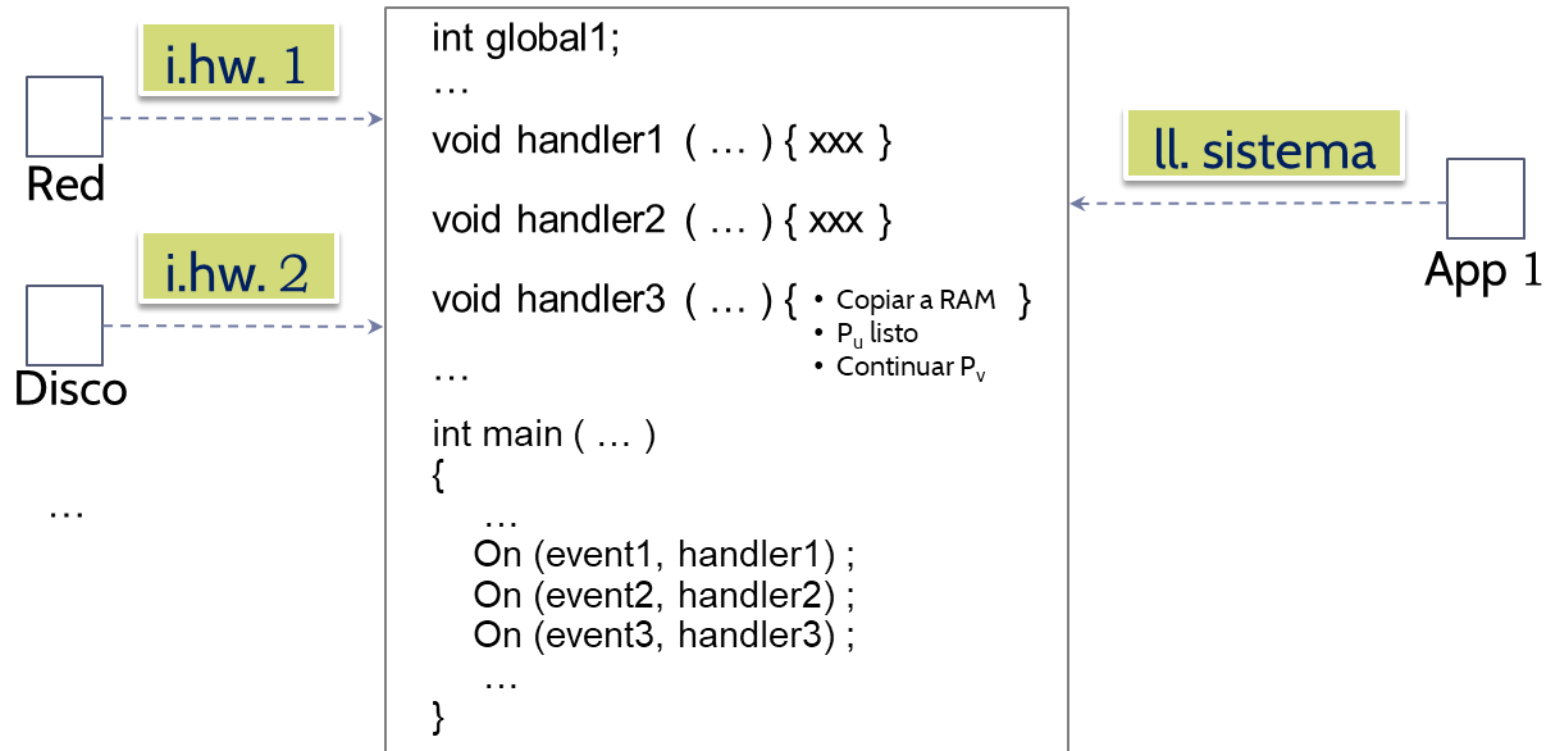 i.hw. 1
Red
i.hw. 2
Disco
…
int global1;
…
void handler1 ( … ) { xxx }
void handler2 ( … ) { xxx }
void handler3 ( … ) { • Copiar a RAM }
• Pu listo
• Continuar Pv
…
int main ( … )
{
…
On (event1, handler1) ;
On (event2, handler2) ;
On (event3, handler3) ;
…
}
ll. sistema
App 1